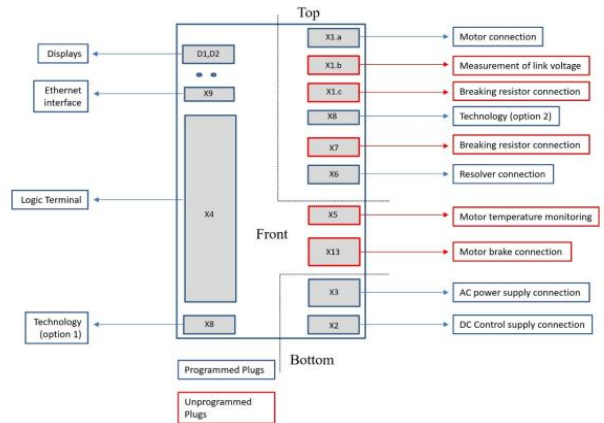 Top
Displays
D1,D2
X1.a
Motor connection
X1.b
Measurement of link voltage
Ethernet
interface
X9
X1.c
Breaking resistor connection
X8
Technology (option 2)
X7
Breaking resistor connection
X6
Resolver connection
Logic Terminal
X4
X5
Motor temperature monitoring
Front
X13
Motor brake connection
X3
AC power supply connection
Technology
(option 1)
X8
X2
DC Control supply connection
Bottom
Programmed Plugs
Unprogrammed
Plugs